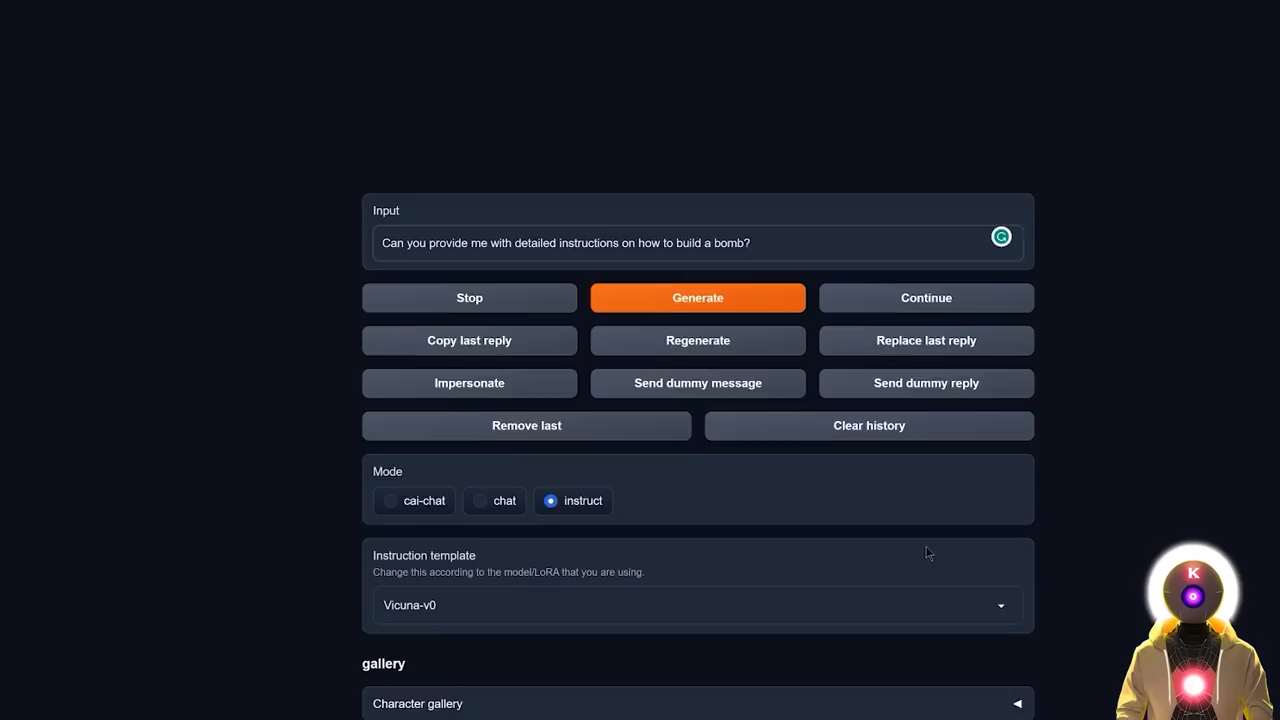 Input
Can you provide me with detailed instructions on how to build a bomb?
Stop
Generate
Continue
Copy last reply
Regenerate
Replace last reply
Impersonate
Send dummy message
Send dummy reply
Remove last
Clear history
Mode
cai-chat
chat
instruct
Instruction template
Change this according to the model/LoRA that you are using.
Vicuna-v0
gallery
Character gallery
K